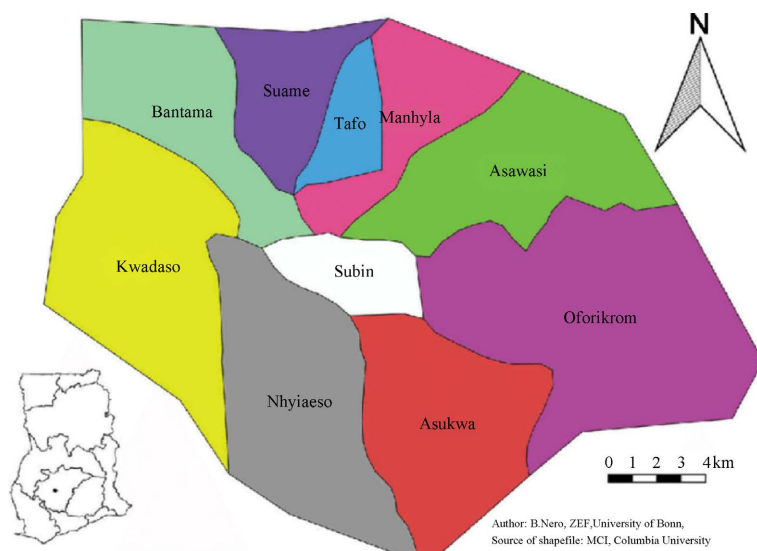 N
Suame
Bantama
Tafo
Manhyla
Asawasi
Kwadaso
Subin
Oforikrom
Nhyiaeso
Asukwa
0 1 2 3 4km
Author: B.Nero, ZEF,University of Bonn,
Source of shapefile: MCI, Columbia University